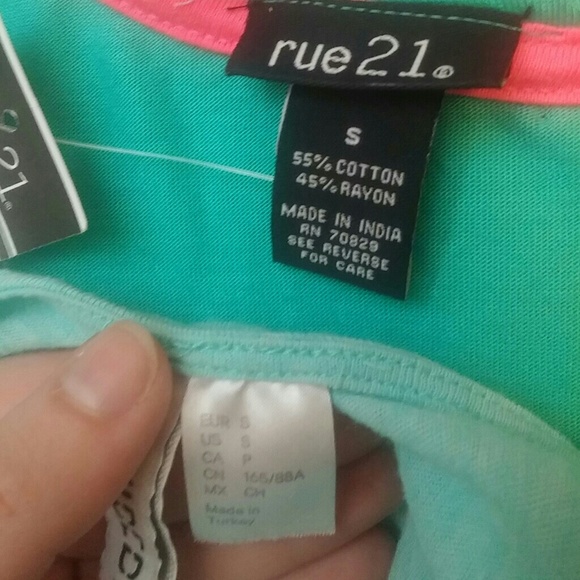 21
rue21®
S
55% COTTON
45% RAYON
MADE IN INDIA
RN 70829
SEE REVERSE
FOR CARE
EUR S
US S
CA P
CN 165/88A
MX CH
Made in
Turkey